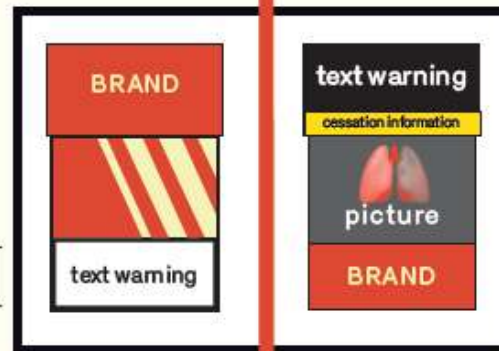 BRAND
text warning
text warning
cessation information
picture
BRAND